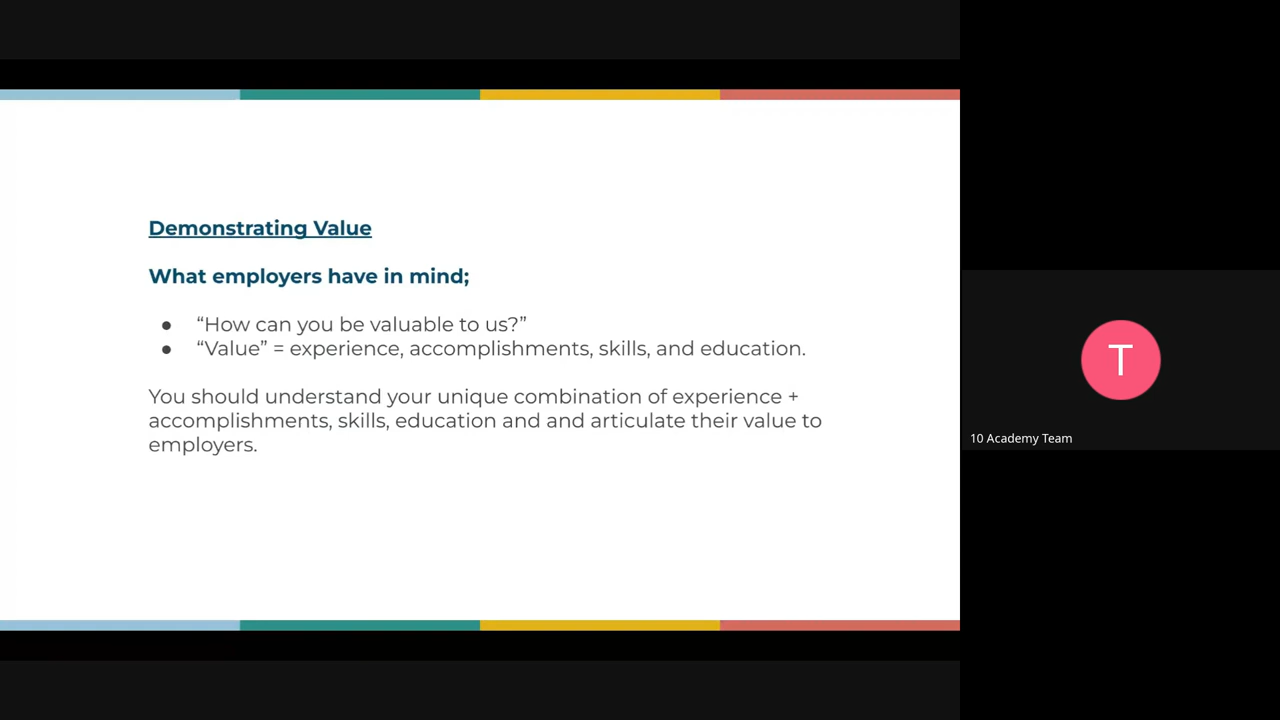 Demonstrating Value
What employers have in mind;
● “How can you be valuable to us?”
● “Value” = experience, accomplishments, skills, and education.
You should understand your unique combination of experience +
accomplishments, skills, education and and articulate their value to
employers.
T
10 Academy Team